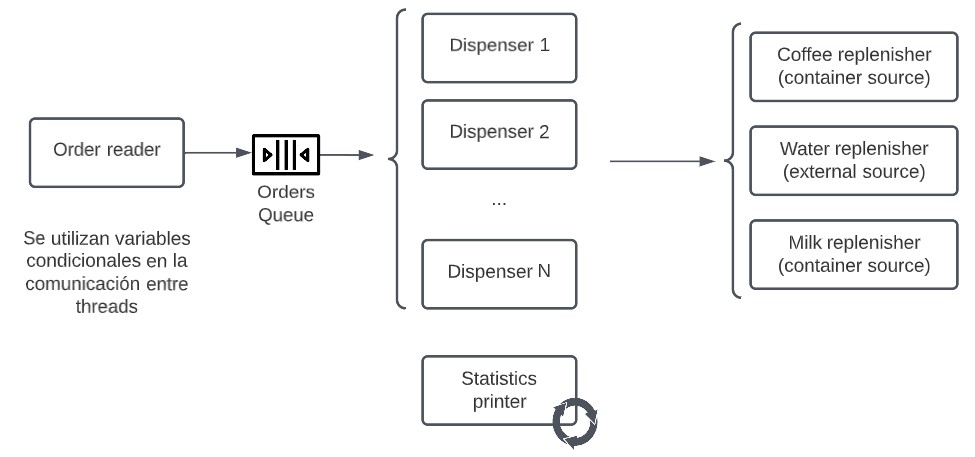 Order reader
Se utilizan variables
condicionales en la
comunicación entre
threads
Orders
Queue
Dispenser 1
Dispenser 2
...
Dispenser N
Statistics
printer
Coffee replenisher
(container source)
Water replenisher
(external source)
Milk replenisher
(container source)